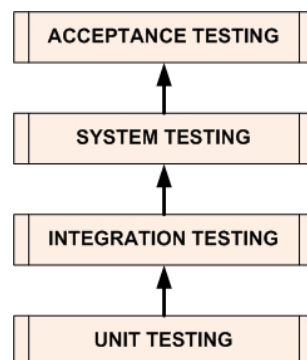 ACCEPTANCE TESTING
SYSTEM TESTING
INTEGRATION TESTING
UNIT TESTING